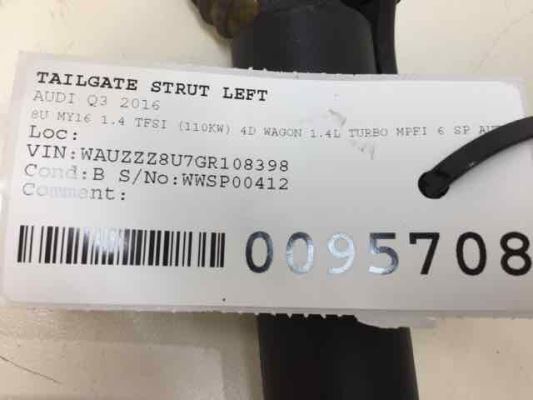 TAILGATE STRUT LEFT
AUDI Q3 2016
8U MY16 1.4 TFSI (110KW) 4D WAGON 1.4L TURBO MPFI 6 SP
Loc:
VIN:WAUZZZ8U7GR108398
Cond:B S/No:WWSP00412
Comment:
0095708